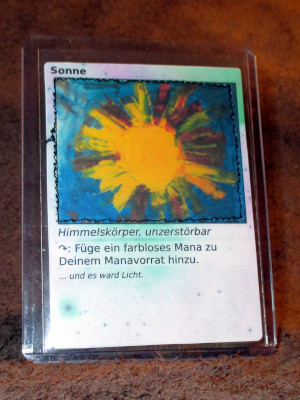 Sonne
Himmelskörper, unzerstörbar
↷: Füge ein farbloses Mana zu
Deinem Manavorrat hinzu.
... und es ward Licht.